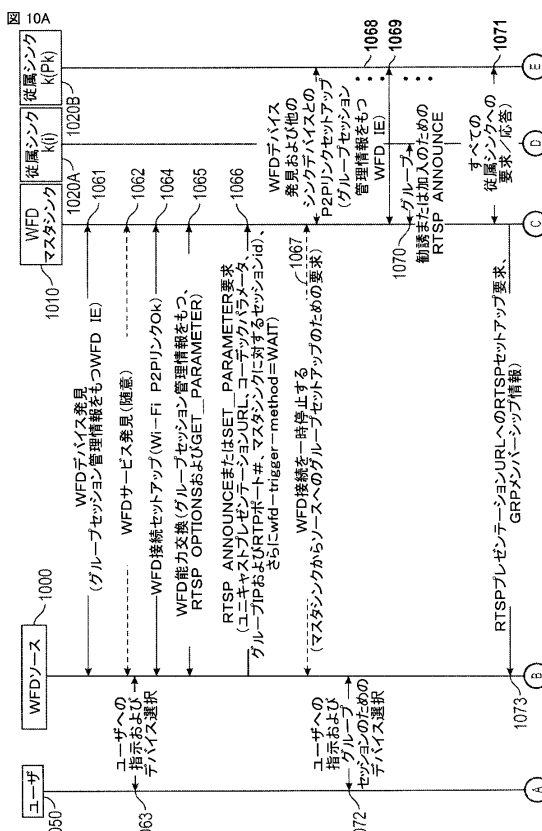 図 10A
ユーザ
050
WFDソース
1000
WFD
マスタシンク
1010
従属シンク
k(i)
1020A
従属シンク
k(Pk)
1020B
WFDデバイス発見
(グループセッション管理情報をもつWFD IE)
1061
WFDサービス発見(随意)
1062
ユーザへの
指示および
デバイス選択
063
WFD接続セットアップ(Wi-Fi P2PリンクOk)
1064
WFD能力交換(グループセッション管理情報をもつ、
RTSP OPTIONSおよびGET_PARAMETER)
1065
RTSP ANNOUNCEまたはSET_PARAMETER要求
(ユニキャストプレゼンテーションURL、コーデックパラメータ、
グループIPおよびRTPポート#、マスタシンクに対するセッションid)、
さらにwfd-trigger-method=WAIT)
1066
WFD接続を一時停止する
(マスタシンクからソースへのグループセットアップのための要求)
1067
WFDデバイス
発見および他の
シンクデバイスとの
P2Pリンクセットアップ
(グループセッション
管理情報をもつ
WFD IE)
1068
1069
ユーザへの
指示および
グループ
セッションのための
デバイス選択
072
グループ
勧誘または加入のための
RTSP ANNOUNCE
1070
すべての
従属シンクへの
要求/応答
1071
RTSPプレゼンテーションURLへのRTSPセットアップ要求、
GRPメンバーシップ情報)
1073
A
B
C
D
E